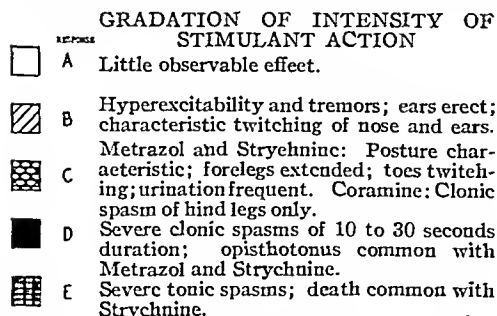 GRADATION OF INTENSITY OF
RESPONSE STIMULANT ACTION
A Little observable effect.
Hyperexcitability and tremors; ears erect;
B characteristic twitching of nose and ears.
Metrazol and Strychnine: Posture char-
C acteristic; forelegs extended; toes twitch-
ing; urination frequent. Coramine: Clonic
spasm of hind legs only.
D Severe clonic spasms of 10 to 30 seconds
duration; opisthotonus common with
Metrazol and Strychnine.
E Severe tonic spasms; death common with
Strychnine.